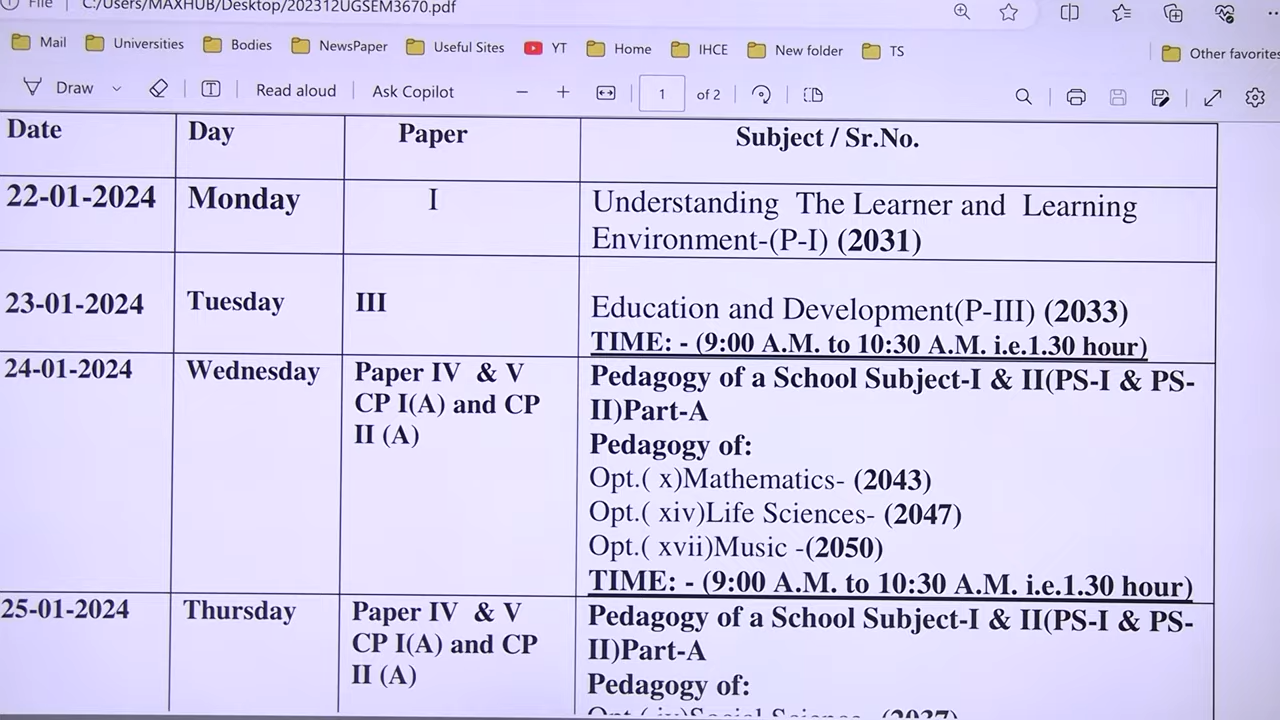 File
C:/Users/MAXHUB/Desktop/202312UGSEM3670.pdf
Mail Universities Bodies NewsPaper Useful Sites YT Home IHCE New folder TS Other favorites
Draw Read aloud Ask Copilot 1 of 2
Date Day Paper Subject / Sr.No.
22-01-2024 Monday I Understanding The Learner and Learning
Environment-(P-I) (2031)
23-01-2024 Tuesday III Education and Development(P-III) (2033)
TIME: - (9:00 A.M. to 10:30 A.M. i.e.1.30 hour)
24-01-2024 Wednesday Paper IV & V Pedagogy of a School Subject-I & II(PS-I & PS-
CP I(A) and CP II)Part-A
II (A) Pedagogy of:
Opt.( x)Mathematics- (2043)
Opt.( xiv)Life Sciences- (2047)
Opt.( xvii)Music -(2050)
TIME: - (9:00 A.M. to 10:30 A.M. i.e.1.30 hour)
25-01-2024 Thursday Paper IV & V Pedagogy of a School Subject-I & II(PS-I & PS-
CP I(A) and CP II)Part-A
II (A) Pedagogy of: